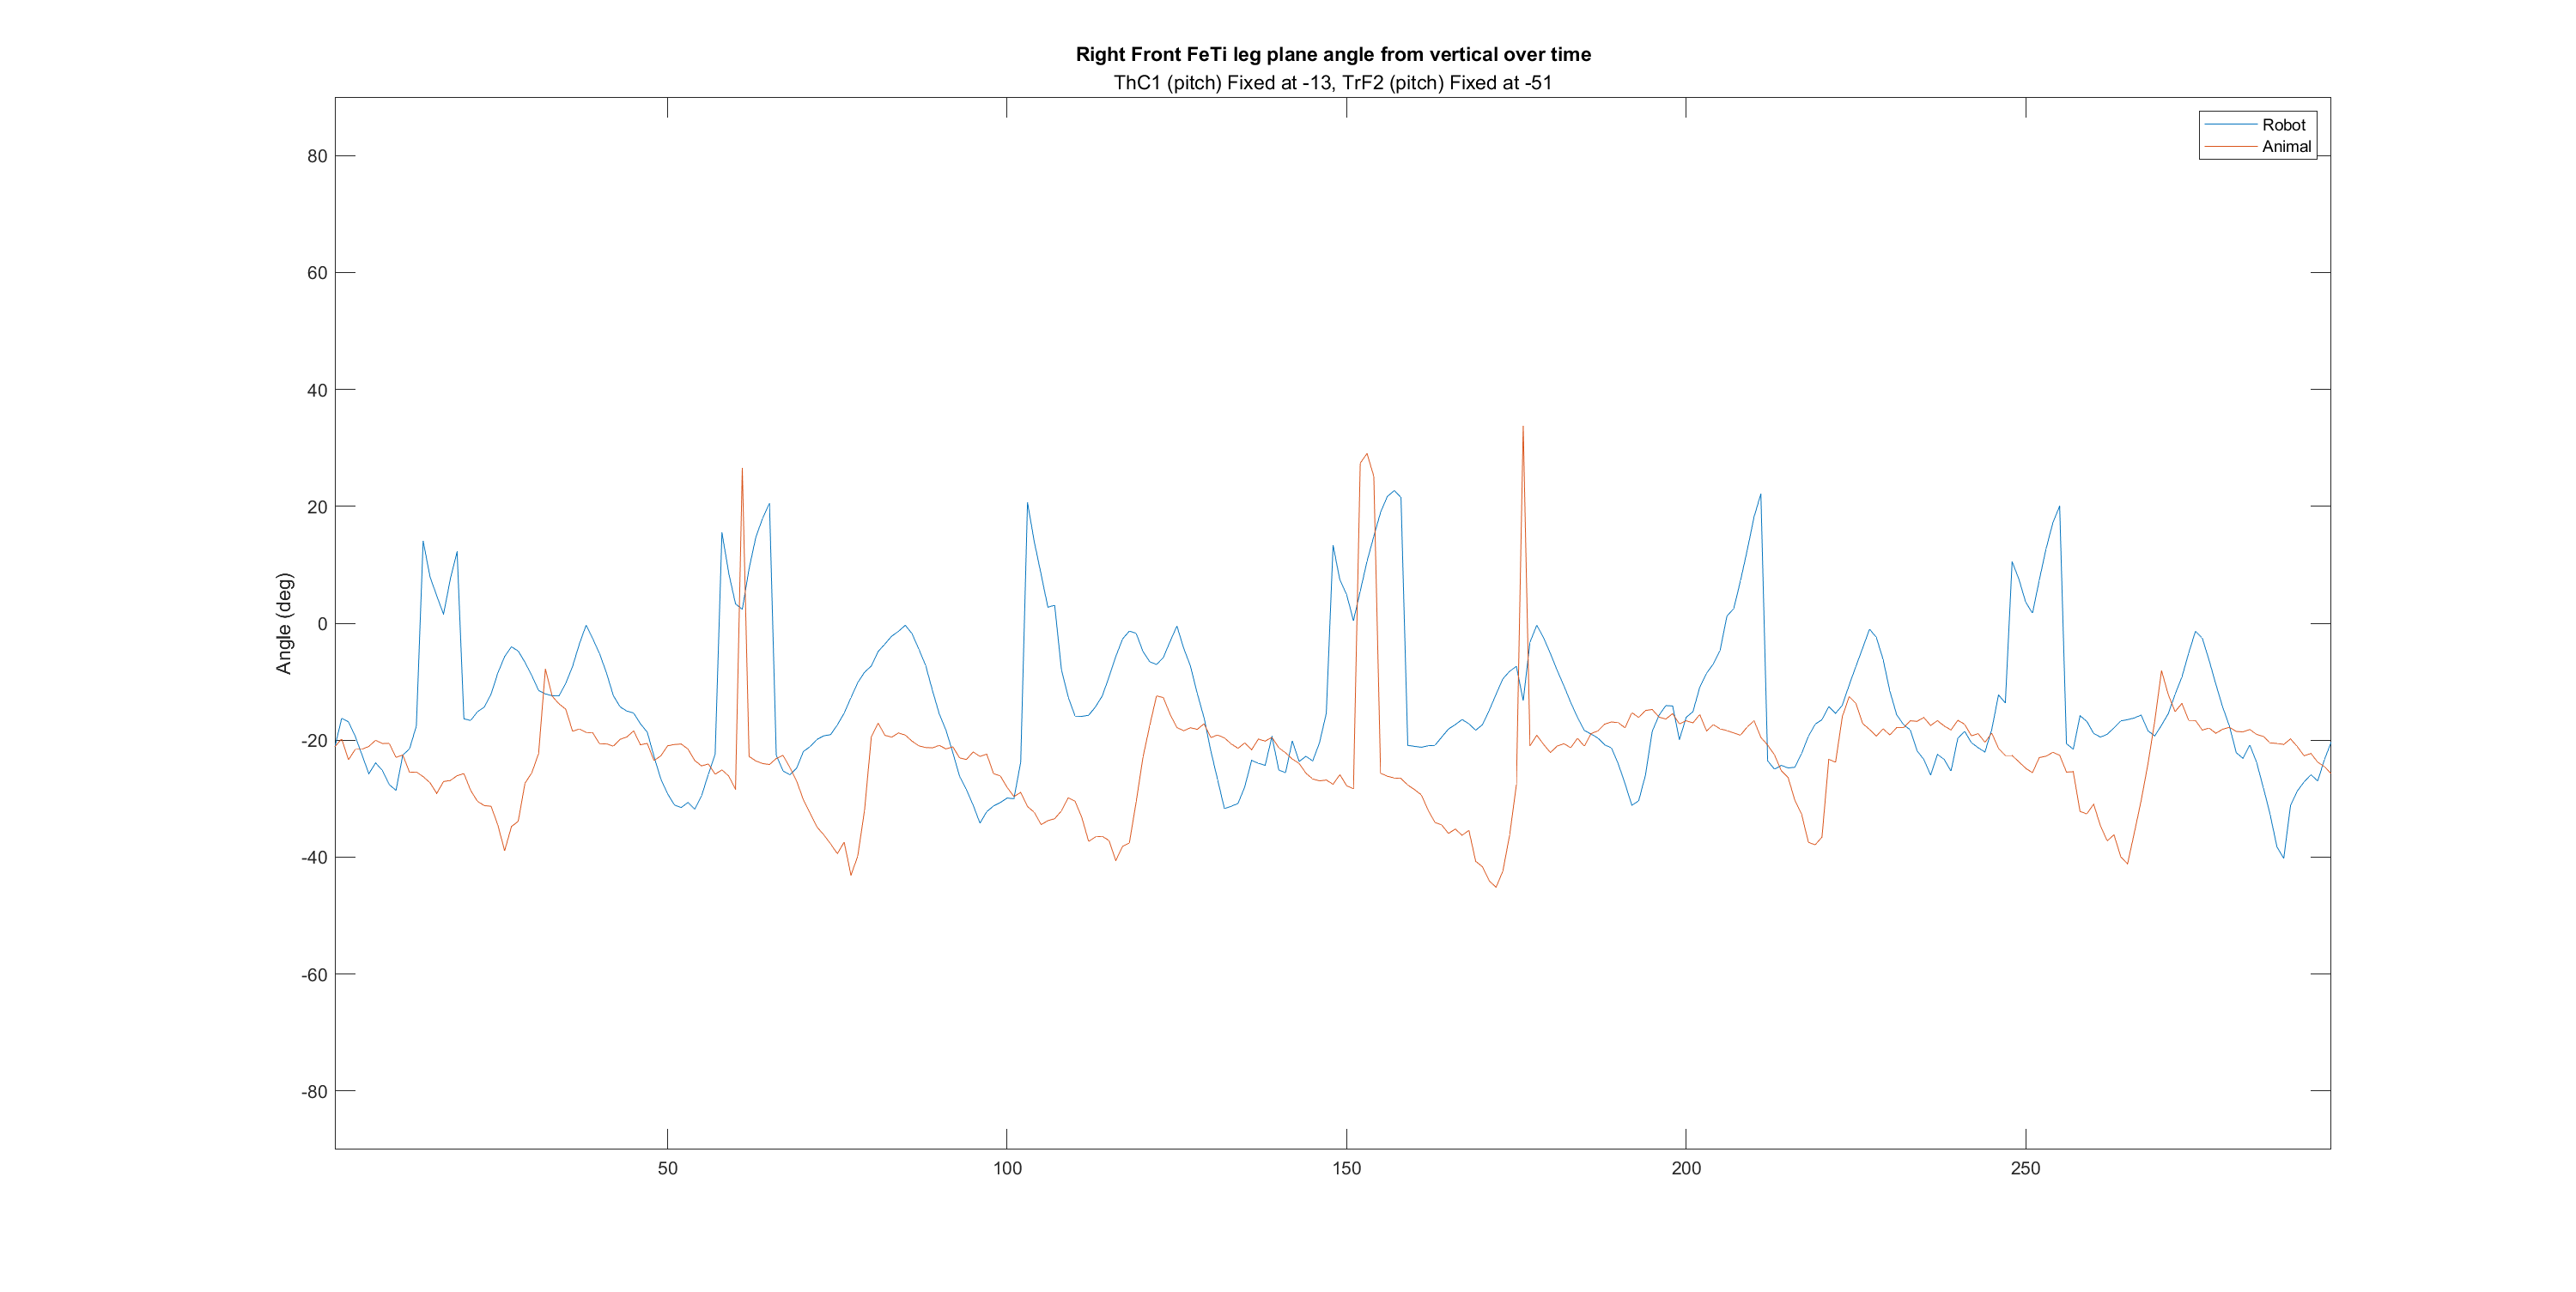 Right Front FeTi leg plane angle from vertical over time
ThC1 (pitch) Fixed at -13, TrF2 (pitch) Fixed at -51
Robot
Animal
Angle (deg)
80
60
40
20
0
-20
-40
-60
-80
50
100
150
200
250